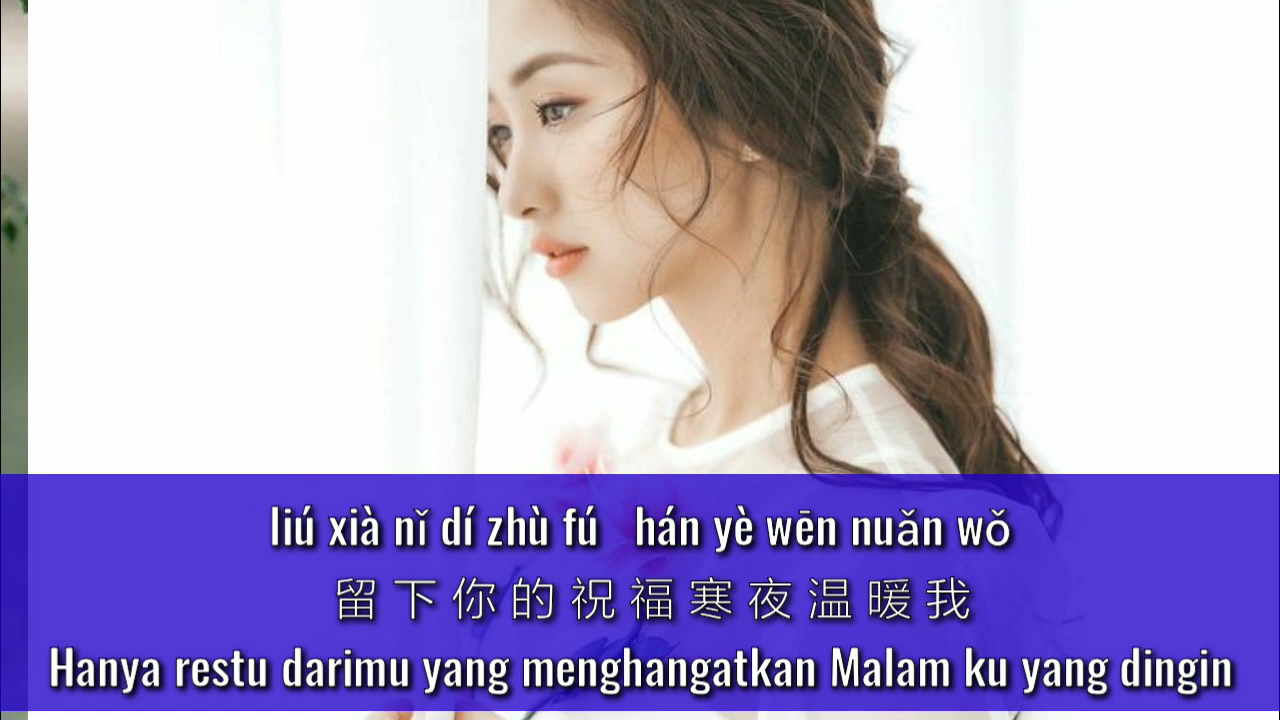 liú xià nǐ dí zhù fú hán yè wēn nuǎn wǒ
留下你的祝福寒夜温暖我
Hanya restu darimu yang menghangatkan Malam ku yang dingin